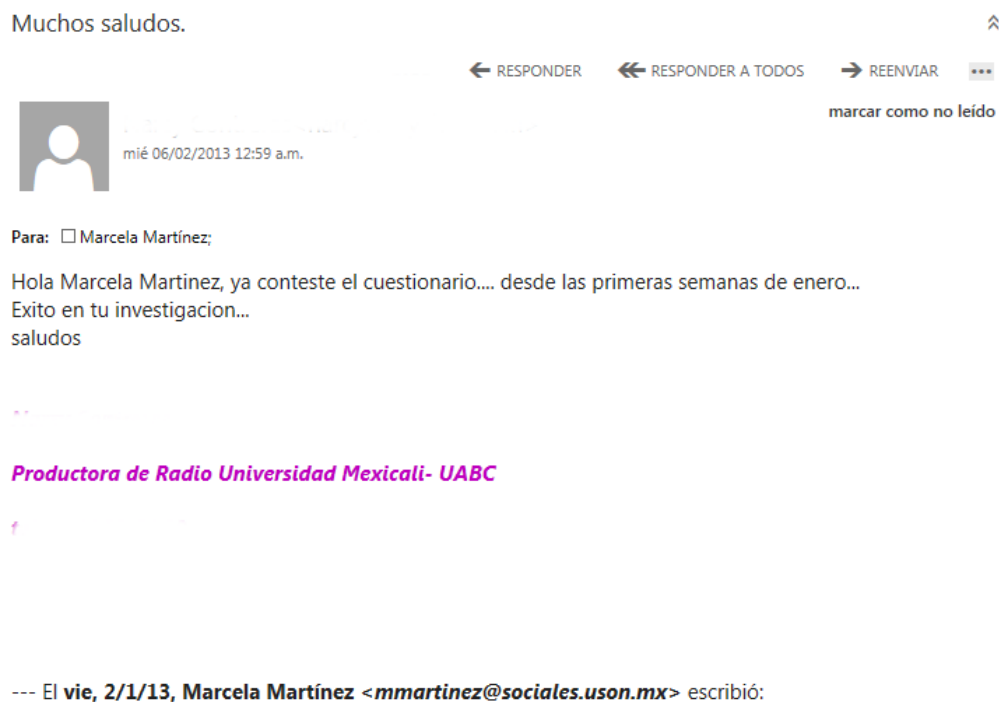 Muchos saludos.
RESPONDER RESPONDER A TODOS REENVIAR
marcar como no leído
mié 06/02/2013 12:59 a.m.
Para: Marcela Martínez;
Hola Marcela Martinez, ya conteste el cuestionario.... desde las primeras semanas de enero...
Exito en tu investigacion...
saludos
Productora de Radio Universidad Mexicali- UABC
--- El vie, 2/1/13, Marcela Martínez <mmartinez@sociales.uson.mx> escribió: